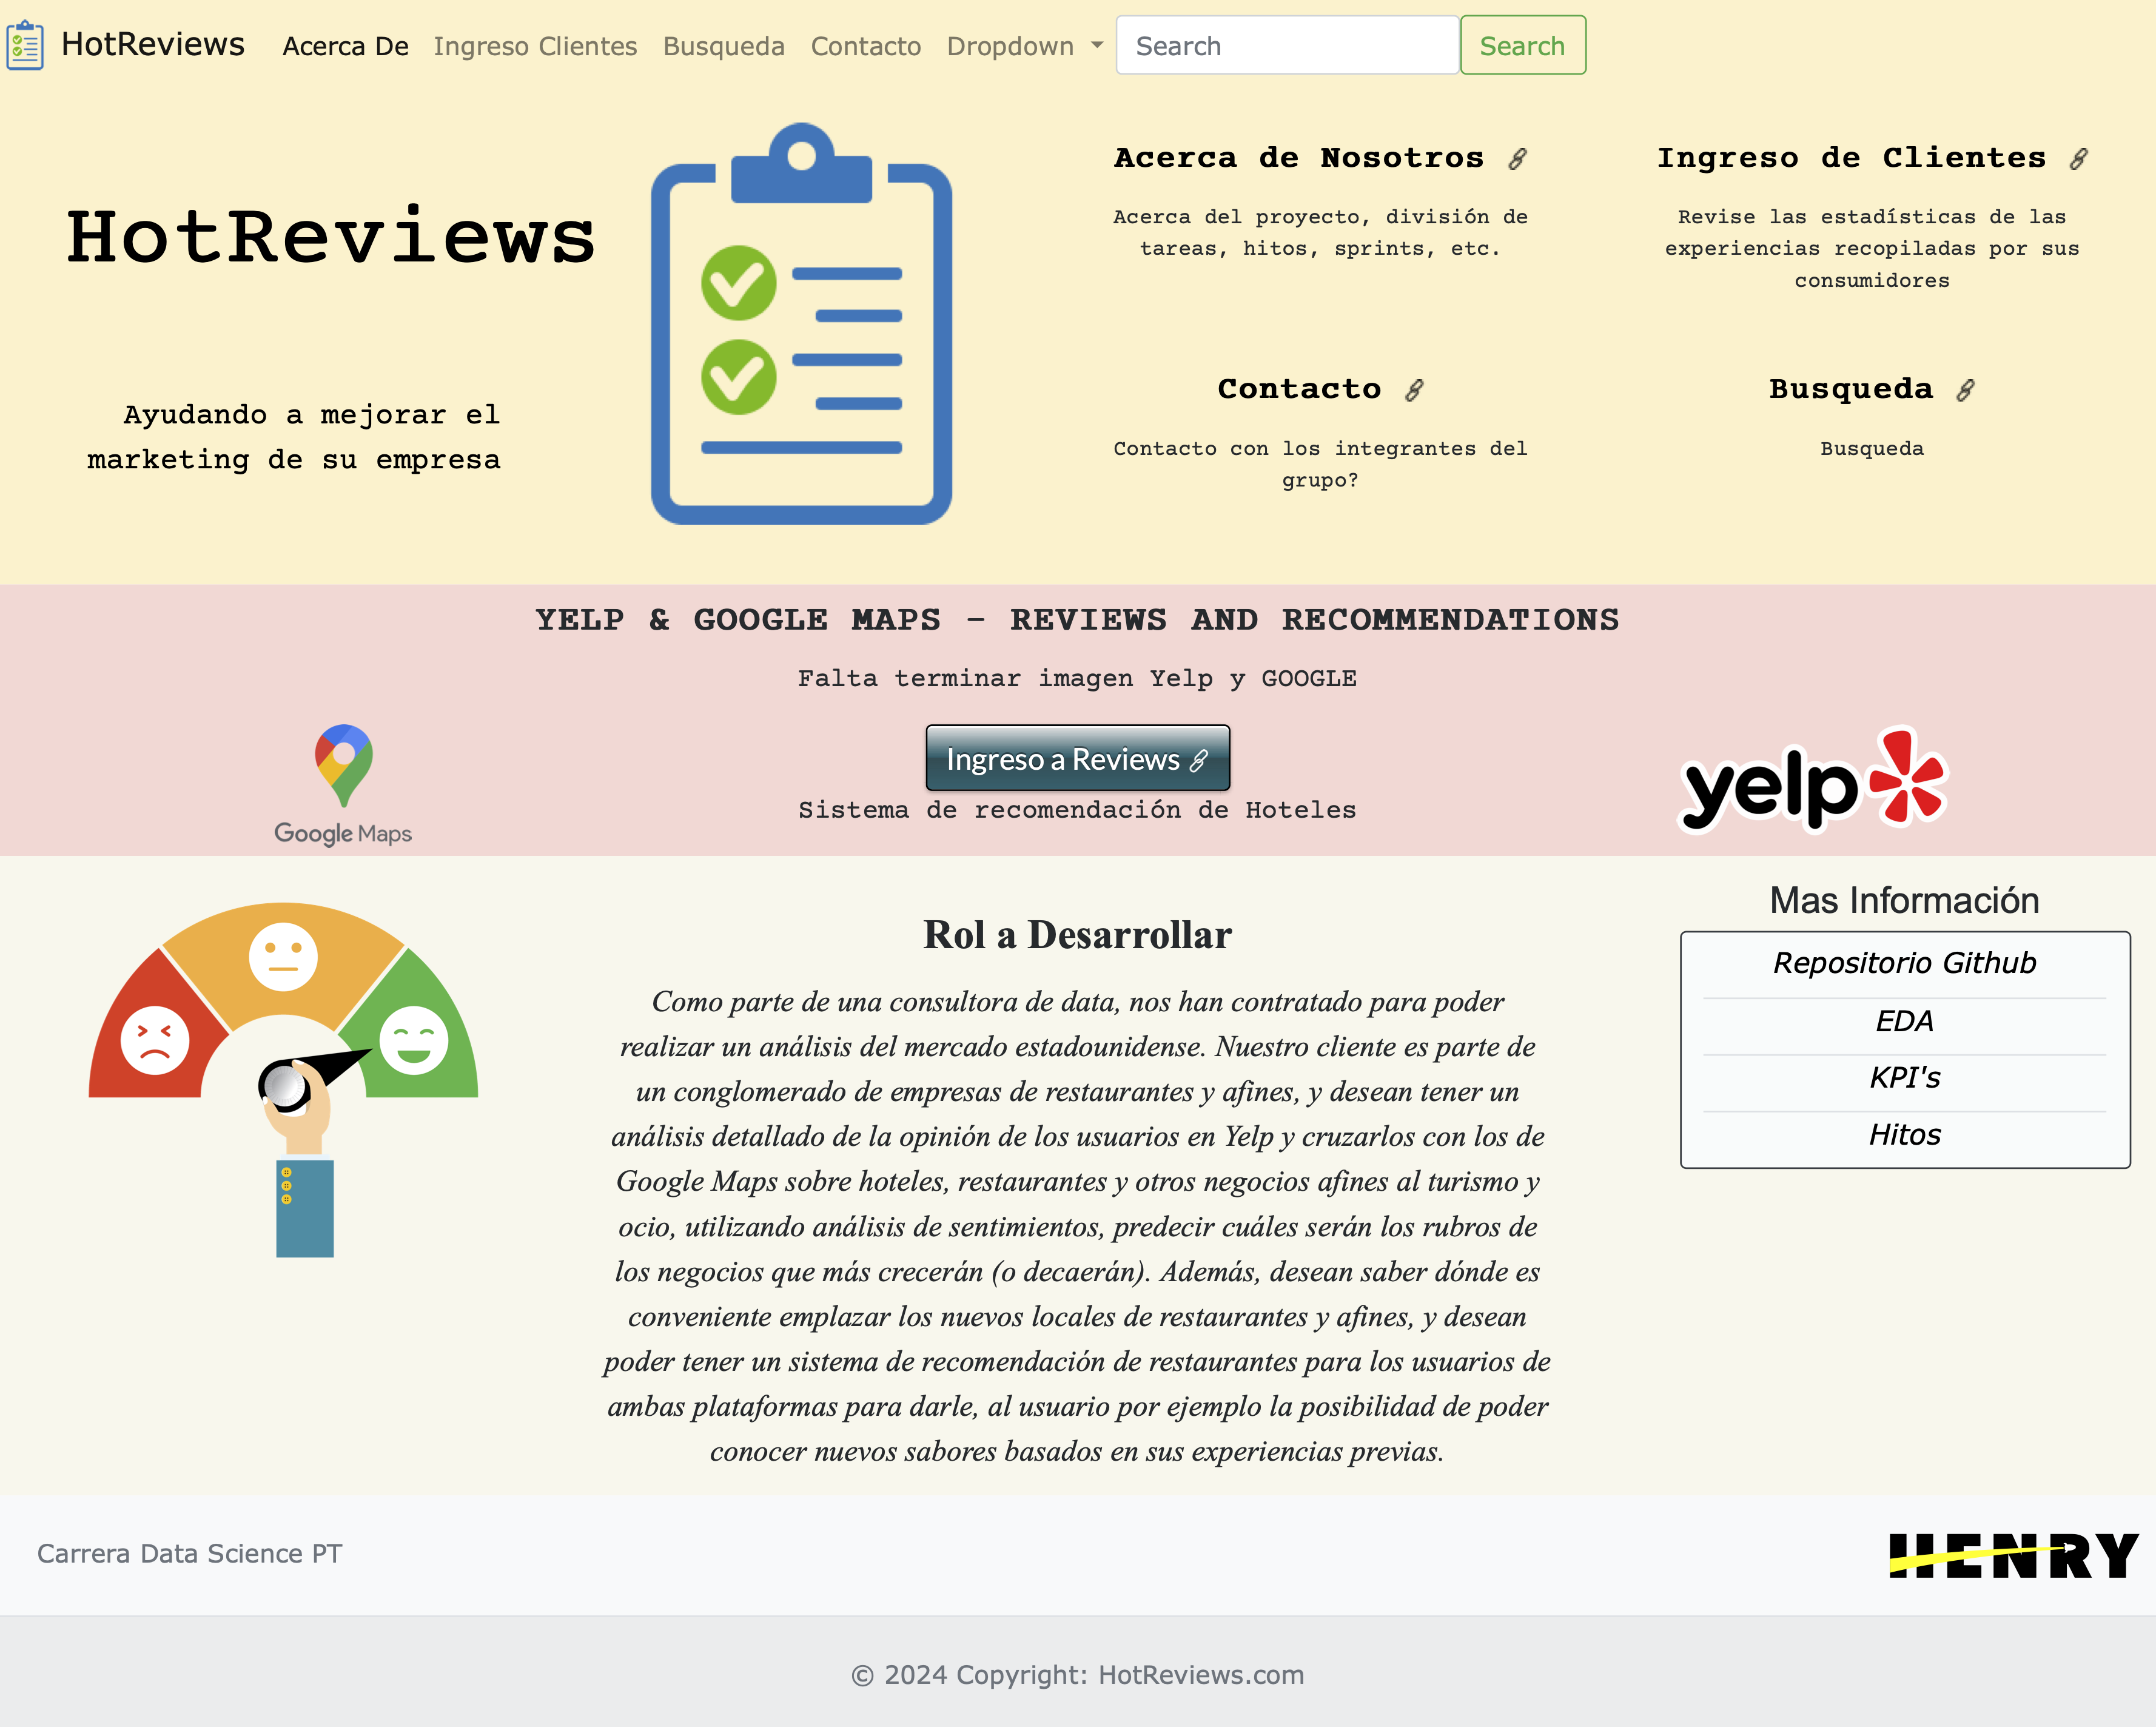 HotReviews
Acerca De
Ingreso Clientes
Busqueda
Contacto
Dropdown
Search
Search
HotReviews
Ayudando a mejorar el
marketing de su empresa
Acerca de Nosotros
Acerca del proyecto, división de
tareas, hitos, sprints, etc.
Ingreso de Clientes
Revise las estadísticas de las
experiencias recopiladas por sus
consumidores
Contacto
Contacto con los integrantes del
grupo?
Busqueda
Busqueda
YELP & GOOGLE MAPS - REVIEWS AND RECOMMENDATIONS
Falta terminar imagen Yelp y GOOGLE
Google Maps
Ingreso a Reviews
Sistema de recomendación de Hoteles
yelp
Rol a Desarrollar
Como parte de una consultora de data, nos han contratado para poder
realizar un análisis del mercado estadounidense. Nuestro cliente es parte de
un conglomerado de empresas de restaurantes y afines, y desean tener un
análisis detallado de la opinión de los usuarios en Yelp y cruzarlos con los de
Google Maps sobre hoteles, restaurantes y otros negocios afines al turismo y
ocio, utilizando análisis de sentimientos, predecir cuáles serán los rubros de
los negocios que más crecerán (o decaerán). Además, desean saber dónde es
conveniente emplazar los nuevos locales de restaurantes y afines, y desean
poder tener un sistema de recomendación de restaurantes para los usuarios de
ambas plataformas para darle, al usuario por ejemplo la posibilidad de poder
conocer nuevos sabores basados en sus experiencias previas.
Mas Información
Repositorio Github
EDA
KPI's
Hitos
Carrera Data Science PT
HENRY
© 2024 Copyright: HotReviews.com